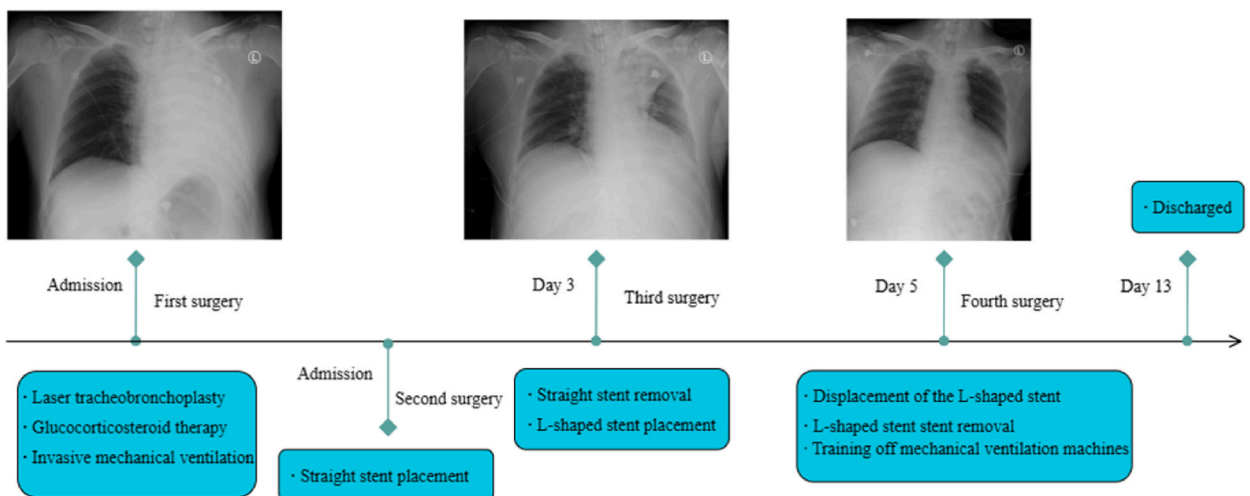 L
L
L
· Discharged
Admission
First surgery
Day 3
Third surgery
Day 5
Fourth surgery
Day 13
Admission
Second surgery
· Laser tracheobronchoplasty
· Glucocorticosteroid therapy
· Invasive mechanical ventilation
· Straight stent placement
· Straight stent removal
· L-shaped stent placement
· Displacement of the L-shaped stent
· L-shaped stent stent removal
· Training off mechanical ventilation machines